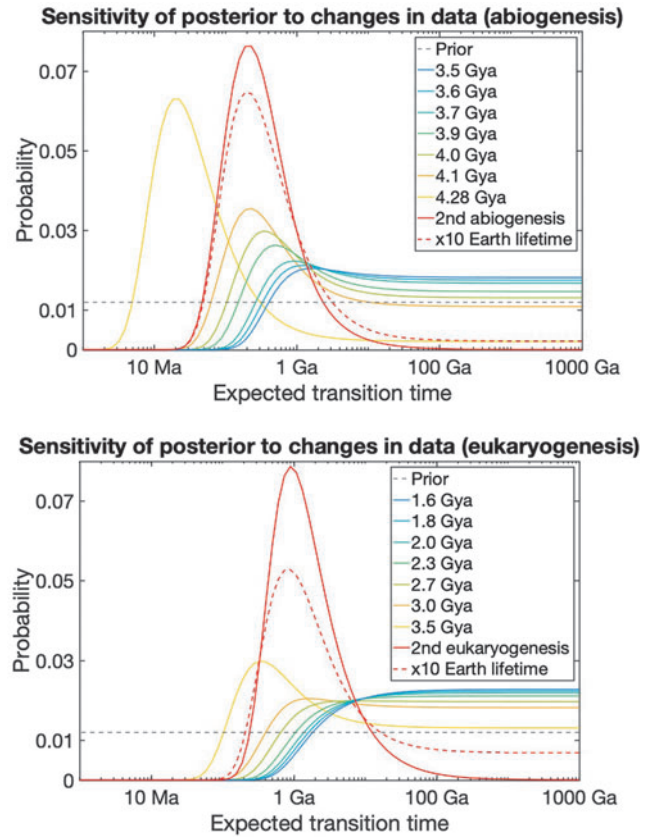 Sensitivity of posterior to changes in data (abiogenesis)
0.07
0.05
0.03
0.01
0
Probability
Prior
3.5 Gya
3.6 Gya
3.7 Gya
3.9 Gya
4.0 Gya
4.1 Gya
4.28 Gya
2nd abiogenesis
x10 Earth lifetime
10 Ma
1 Ga
100 Ga
1000 Ga
Expected transition time
Sensitivity of posterior to changes in data (eukaryogenesis)
0.07
0.05
0.03
0.01
0
Probability
Prior
1.6 Gya
1.8 Gya
2.0 Gya
2.3 Gya
2.7 Gya
3.0 Gya
3.5 Gya
2nd eukaryogenesis
x10 Earth lifetime
10 Ma
1 Ga
100 Ga
1000 Ga
Expected transition time